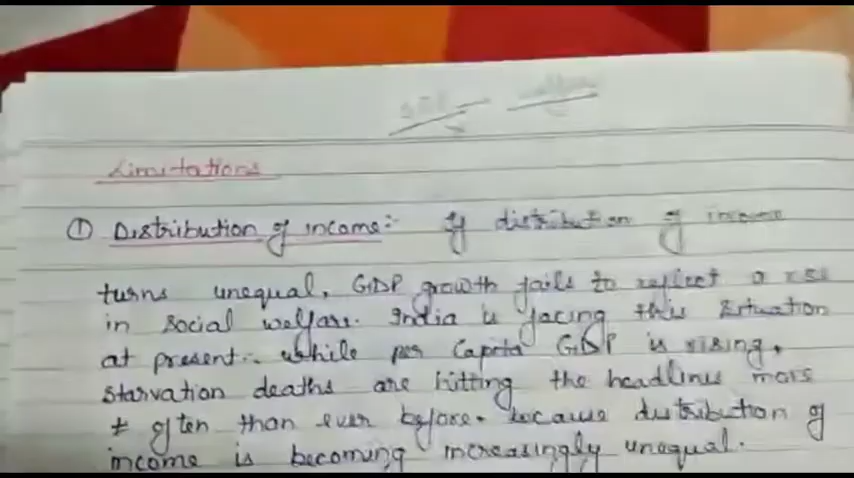 GDP welfare
Limitations
① Distribution of income:- If distribution of income
turns unequal, GDP growth fails to reflect a rise
in social welfare. India is facing this situation
at present. While per capita GDP is rising,
starvation deaths are hitting the headlines more
often than ever before. because distribution of
income is becoming increasingly unequal.